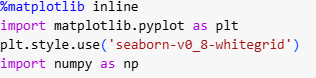 %matplotlib inline
import matplotlib.pyplot as plt
plt.style.use('seaborn-v0_8-whitegrid')
import numpy as np